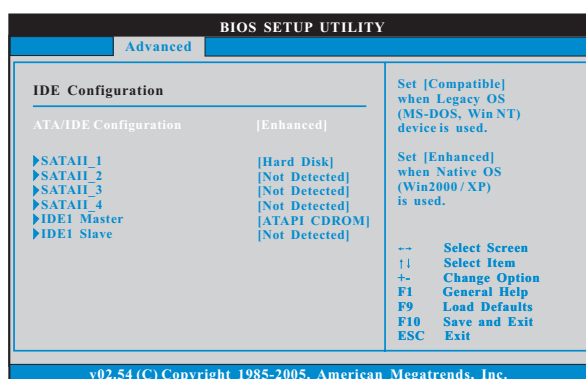 BIOS SETUP UTILITY
Advanced
IDE Configuration
ATA/IDE Configuration [Enhanced]
SATAII_1 [Hard Disk]
SATAII_2 [Not Detected]
SATAII_3 [Not Detected]
SATAII_4 [Not Detected]
IDE1 Master [ATAPI CDROM]
IDE1 Slave [Not Detected]
Set [Compatible]
when Legacy OS
(MS-DOS, Win NT)
device is used.
Set [Enhanced]
when Native OS
(Win2000 / XP)
is used.
←→ Select Screen
↑↓ Select Item
+- Change Option
F1 General Help
F9 Load Defaults
F10 Save and Exit
ESC Exit
v02.54 (C) Copyright 1985-2005, American Megatrends, Inc.